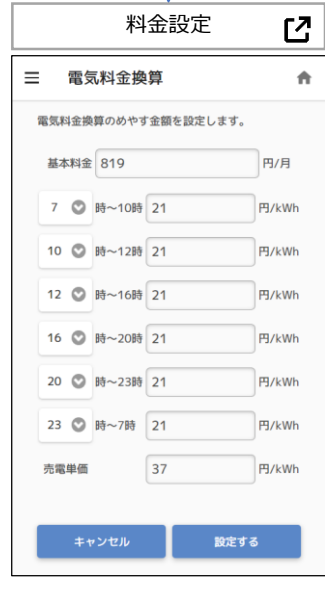 料金設定
電気料金換算
電気料金換算のめやす金額を設定します。
基本料金 819 円/月
7 時～10時 21 円/kWh
10 時～12時 21 円/kWh
12 時～16時 21 円/kWh
16 時～20時 21 円/kWh
20 時～23時 21 円/kWh
23 時～7時 21 円/kWh
売電単価 37 円/kWh
キャンセル 設定する